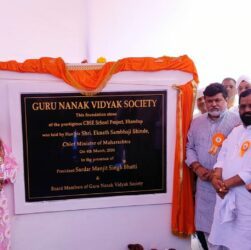 GURU NANAK VIDYAK SOCIETY
This foundation stone
of the prestigious CBSE School Project, Bhandup
was laid by Hon'ble Shri. Eknath Sambhaji Shinde,
Chief Minister of Maharashtra
On 6th March, 2024
In the presence of
President Sardar Manjit Singh Bhatti
&
Board Members of Guru Nanak Vidyak Society